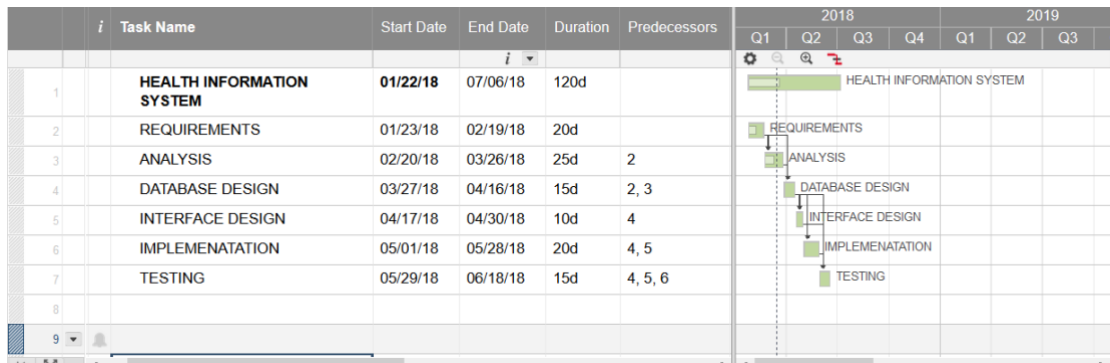 i Task Name Start Date End Date Duration Predecessors
2018 2019
Q1 Q2 Q3 Q4 Q1 Q2 Q3
i
1 HEALTH INFORMATION SYSTEM 01/22/18 07/06/18 120d HEALTH INFORMATION SYSTEM
2 REQUIREMENTS 01/23/18 02/19/18 20d REQUIREMENTS
3 ANALYSIS 02/20/18 03/26/18 25d 2 ANALYSIS
4 DATABASE DESIGN 03/27/18 04/16/18 15d 2, 3 DATABASE DESIGN
5 INTERFACE DESIGN 04/17/18 04/30/18 10d 4 INTERFACE DESIGN
6 IMPLEMENATATION 05/01/18 05/28/18 20d 4, 5 IMPLEMENATATION
7 TESTING 05/29/18 06/18/18 15d 4, 5, 6 TESTING
8
9